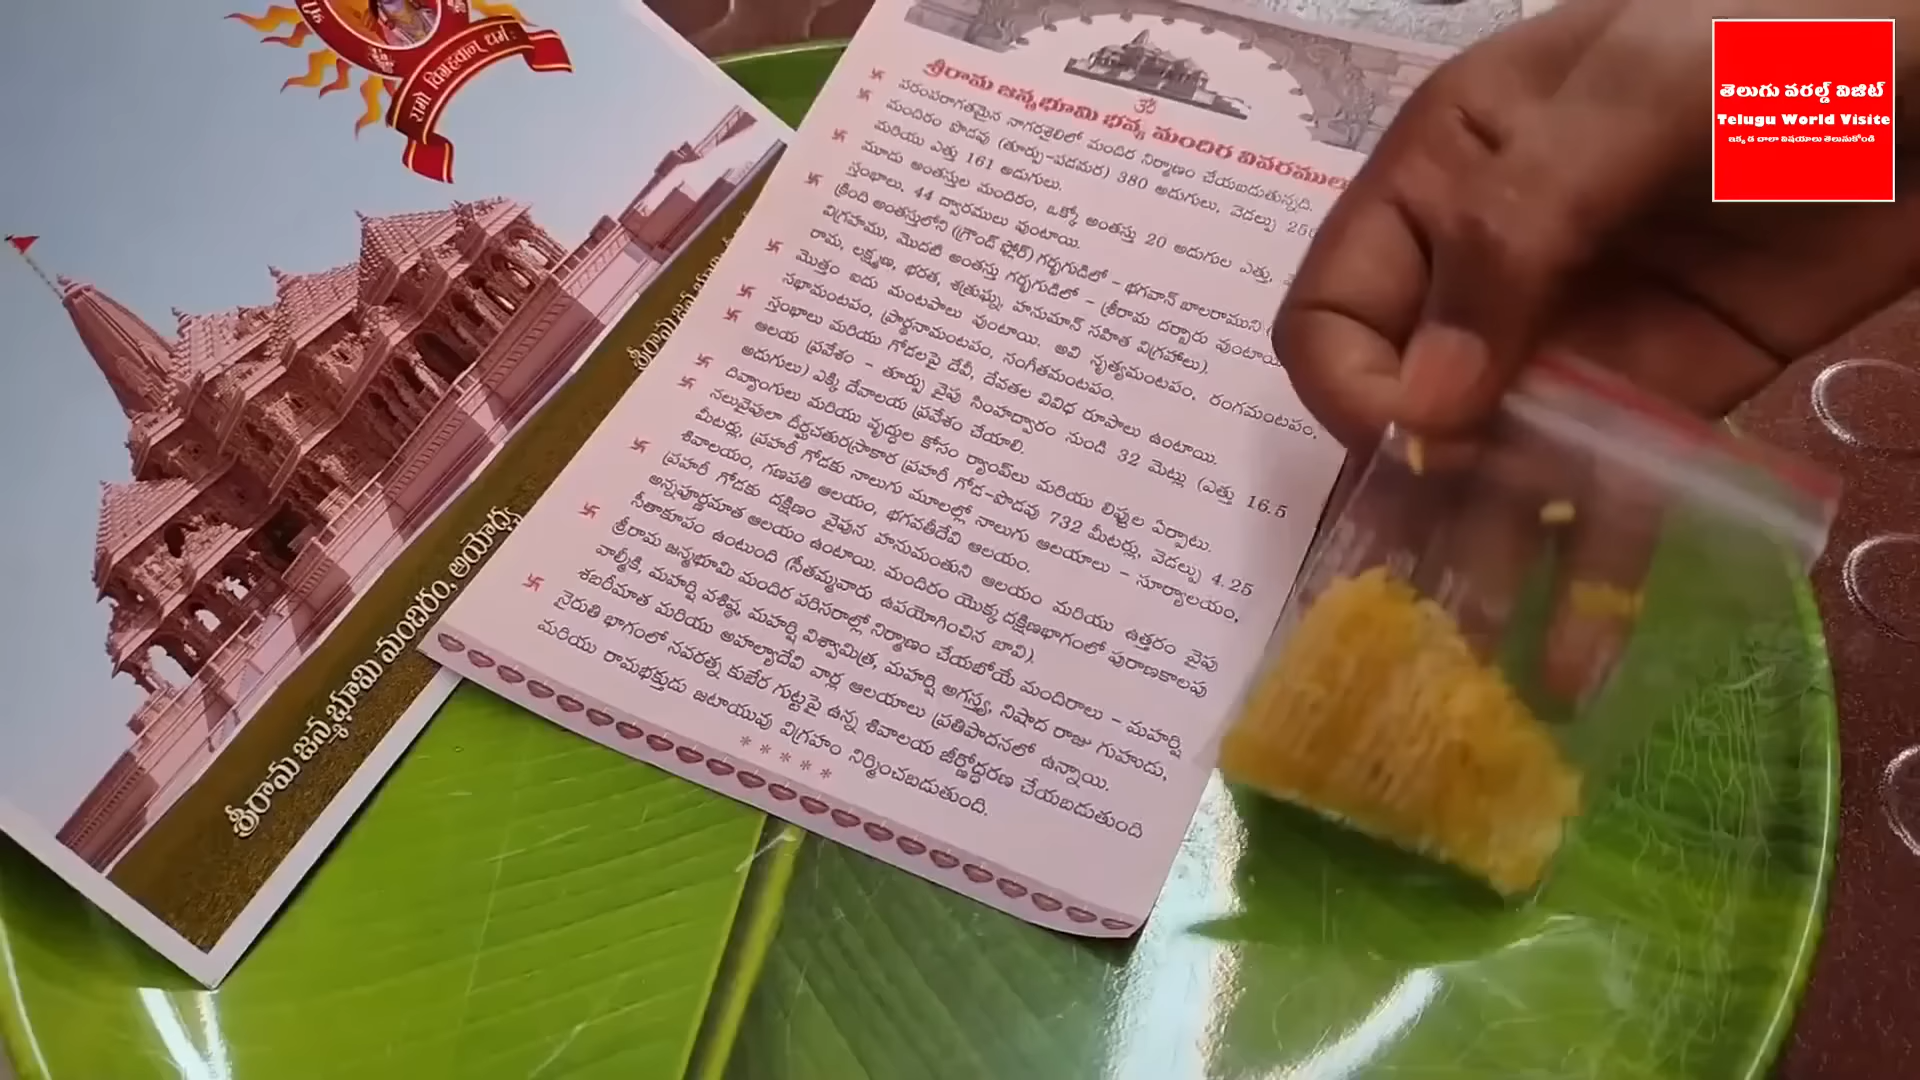 రామో విగ్రహవాన్ ధర్మః
శ్రీరామ జన్మ భూమి మందిరం, అయోధ్య
శ్రీరామ జన్మ
ఓం
శ్రీరామ జన్మ భూమి భవ్య మందిర వివరములు
పరంపరాగతమైన నాగరశైలిలో మందిర నిర్మాణం చేయబడుతున్నది.
మందిరం పొడవు (తూర్పు-పడమర) 380 అడుగులు, వెడల్పు 250
మరియు ఎత్తు 161 అడుగులు.
మూడు అంతస్తుల మందిరం, ఒక్కో అంతస్తు 20 అడుగుల ఎత్తు,
స్తంభాలు. 44 ద్వారములు వుంటాయి.
క్రింది అంతస్తులోని (గ్రౌండ్ ఫ్లోర్) గర్భగుడిలో - భగవాన్ బాలరాముని
విగ్రహము, మొదటి అంతస్తు గర్భగుడిలో - (శ్రీరామ దర్బారు వుంటాయి
రామ, లక్ష్మణ, భరత, శత్రుఘ్న, హనుమాన్ సహిత విగ్రహాలు).
మొత్తం ఐదు మంటపాలు వుంటాయి. అవి నృత్యమంటపం, రంగమంటపం,
సభామంటపం, ప్రార్థనామంటపం, సంగీతమంటపం.
స్తంభాలు మరియు గోడలపై దేవీ, దేవతల వివిధ రూపాలు ఉంటాయి.
ఆలయ ప్రవేశం - తూర్పు వైపు సింహద్వారం నుండి 32 మెట్లు (ఎత్తు 16.5
అడుగులు) ఎక్కి దేవాలయ ప్రవేశం చేయాలి.
దివ్యాంగులు మరియు వృద్ధుల కోసం ర్యాంప్‌లు మరియు లిఫ్టుల ఏర్పాటు.
నలువైపులా దీర్ఘచతురస్రాకార ప్రహరీ గోడ-పొడవు 732 మీటర్లు, వెడల్పు 4.25
మీటర్లు, ప్రహరీ గోడకు నాలుగు మూలల్లో నాలుగు ఆలయాలు - సూర్యాలయం,
శివాలయం, గణపతి ఆలయం, భగవతీదేవి ఆలయం.
ప్రహరీ గోడకు దక్షిణం వైపున హనుమంతుని ఆలయం మరియు ఉత్తరం వైపు
అన్నపూర్ణమాత ఆలయం ఉంటాయి. మందిరం యొక్క దక్షిణభాగంలో పురాణకాలపు
సీతాకూపం ఉంటుంది (సీతమ్మవారు ఉపయోగించిన బావి).
శ్రీరామ జన్మభూమి మందిర పరిసరాల్లో నిర్మాణం చేయబోయే మందిరాలు - మహర్షి
వాల్మీకి, మహర్షి వశిష్ఠ, మహర్షి విశ్వామిత్ర, మహర్షి అగస్త్య, నిషాద రాజు గుహుడు,
శబరీమాత మరియు అహల్యాదేవి వార్ల ఆలయాలు ప్రతిపాదనలో ఉన్నాయి.
నైరుతి భాగంలో నవరత్న కుబేర గుట్టపై ఉన్న శివాలయ జీర్ణోద్ధరణ చేయబడుతుంది
మరియు రామభక్తుడు జటాయువు విగ్రహం నిర్మించబడుతుంది.
* * * * *
తెలుగు వరల్డ్ విజిట్
Telugu World Visite
ఇక్కడ చాలా విషయాలు తెలుసుకోండి